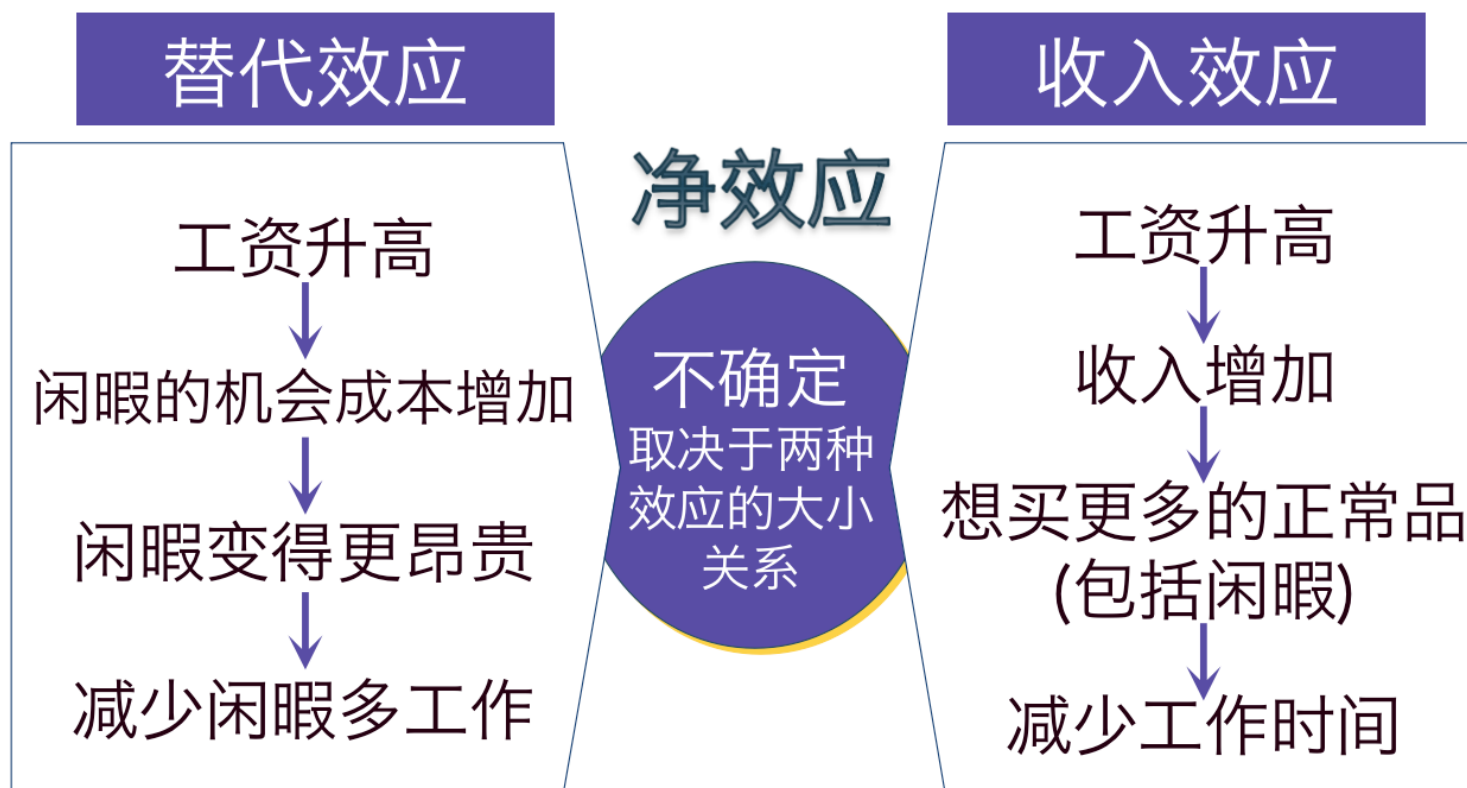 替代效应
工资升高
闲暇的机会成本增加
闲暇变得更昂贵
减少闲暇多工作
净效应
不确定
取决于两种
效应的大小
关系
收入效应
工资升高
收入增加
想买更多的正常品
(包括闲暇)
减少工作时间